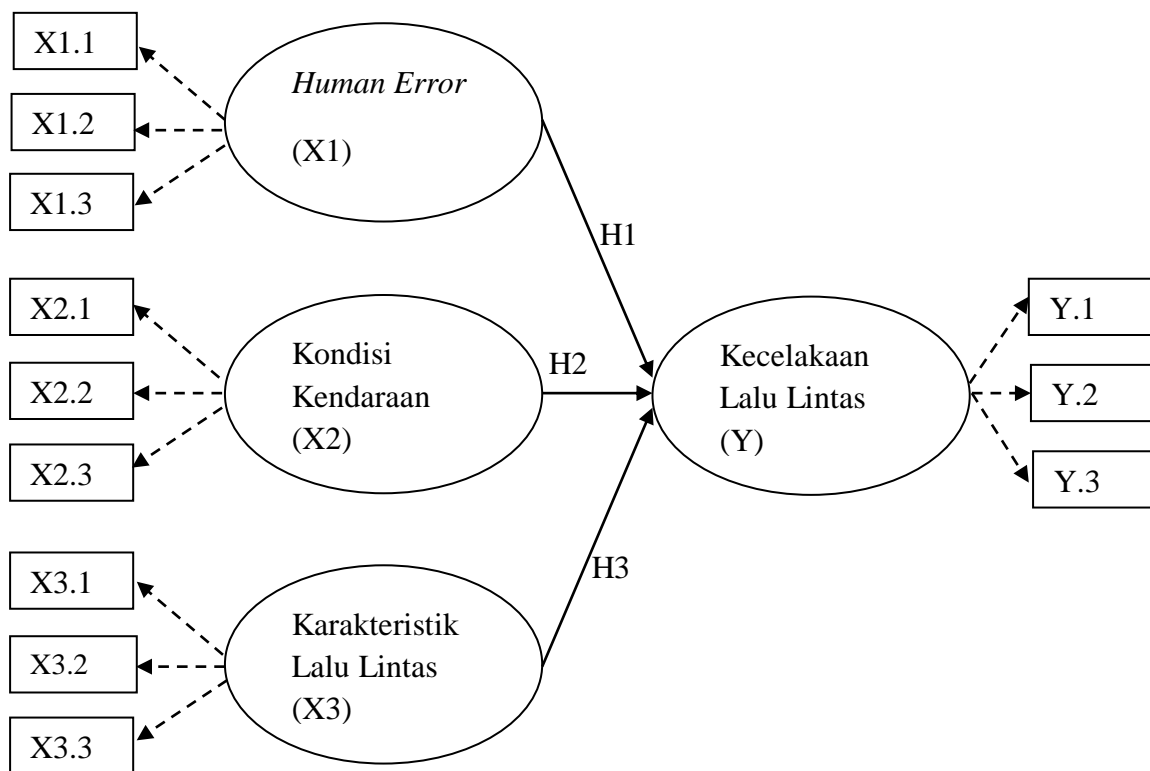 X1.1
X1.2
X1.3
Human Error
(X1)
H1
X2.1
X2.2
X2.3
Kondisi
Kendaraan
(X2)
H2
Kecelakaan
Lalu Lintas
(Y)
Y.1
Y.2
Y.3
X3.1
X3.2
X3.3
Karakteristik
Lalu Lintas
(X3)
H3